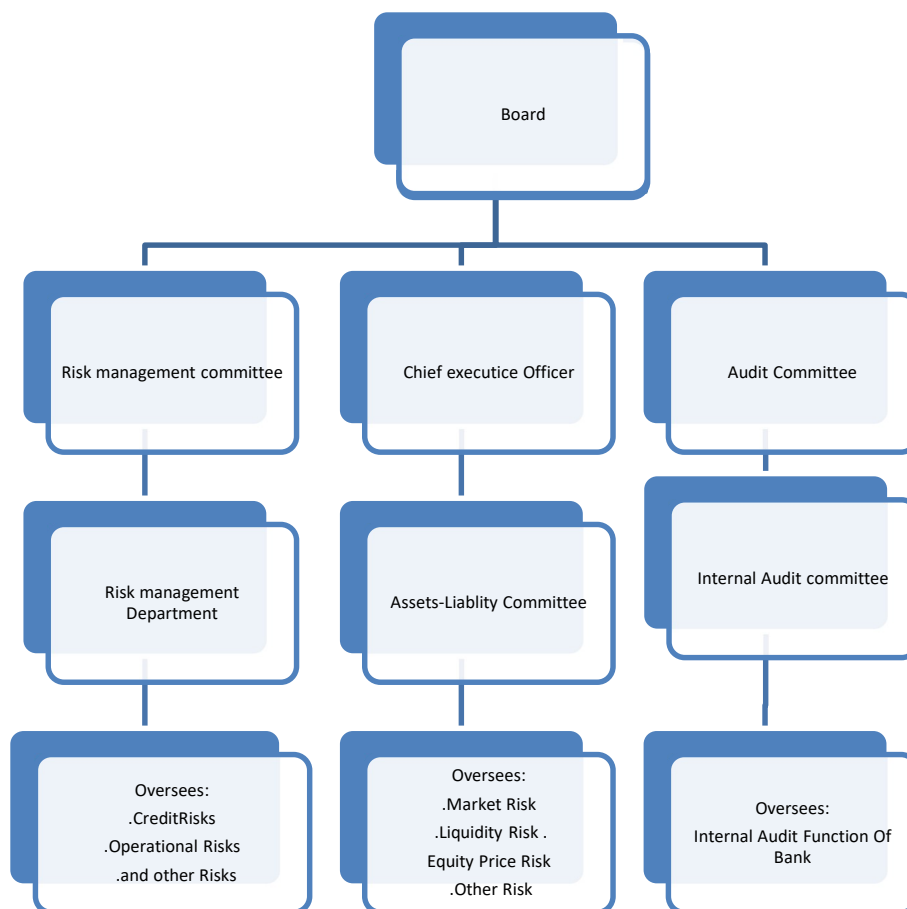 Board
Risk management committee
Chief executice Officer
Audit Committee
Risk management
Department
Assets-Liablity Committee
Internal Audit committee
Oversees:
.CreditRisks
.Operational Risks
.and other Risks
Oversees:
.Market Risk
.Liquidity Risk .
Equity Price Risk
.Other Risk
Oversees:
Internal Audit Function Of
Bank